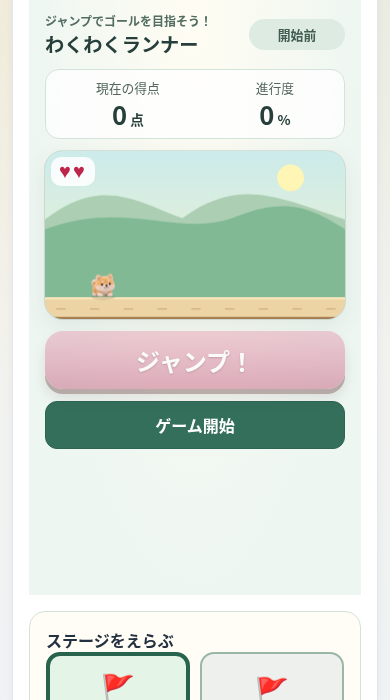 ジャンプでゴールを目指そう！
わくわくランナー
開始前
現在の得点
0点
進行度
0%
ジャンプ！
ゲーム開始
ステージをえらぶ